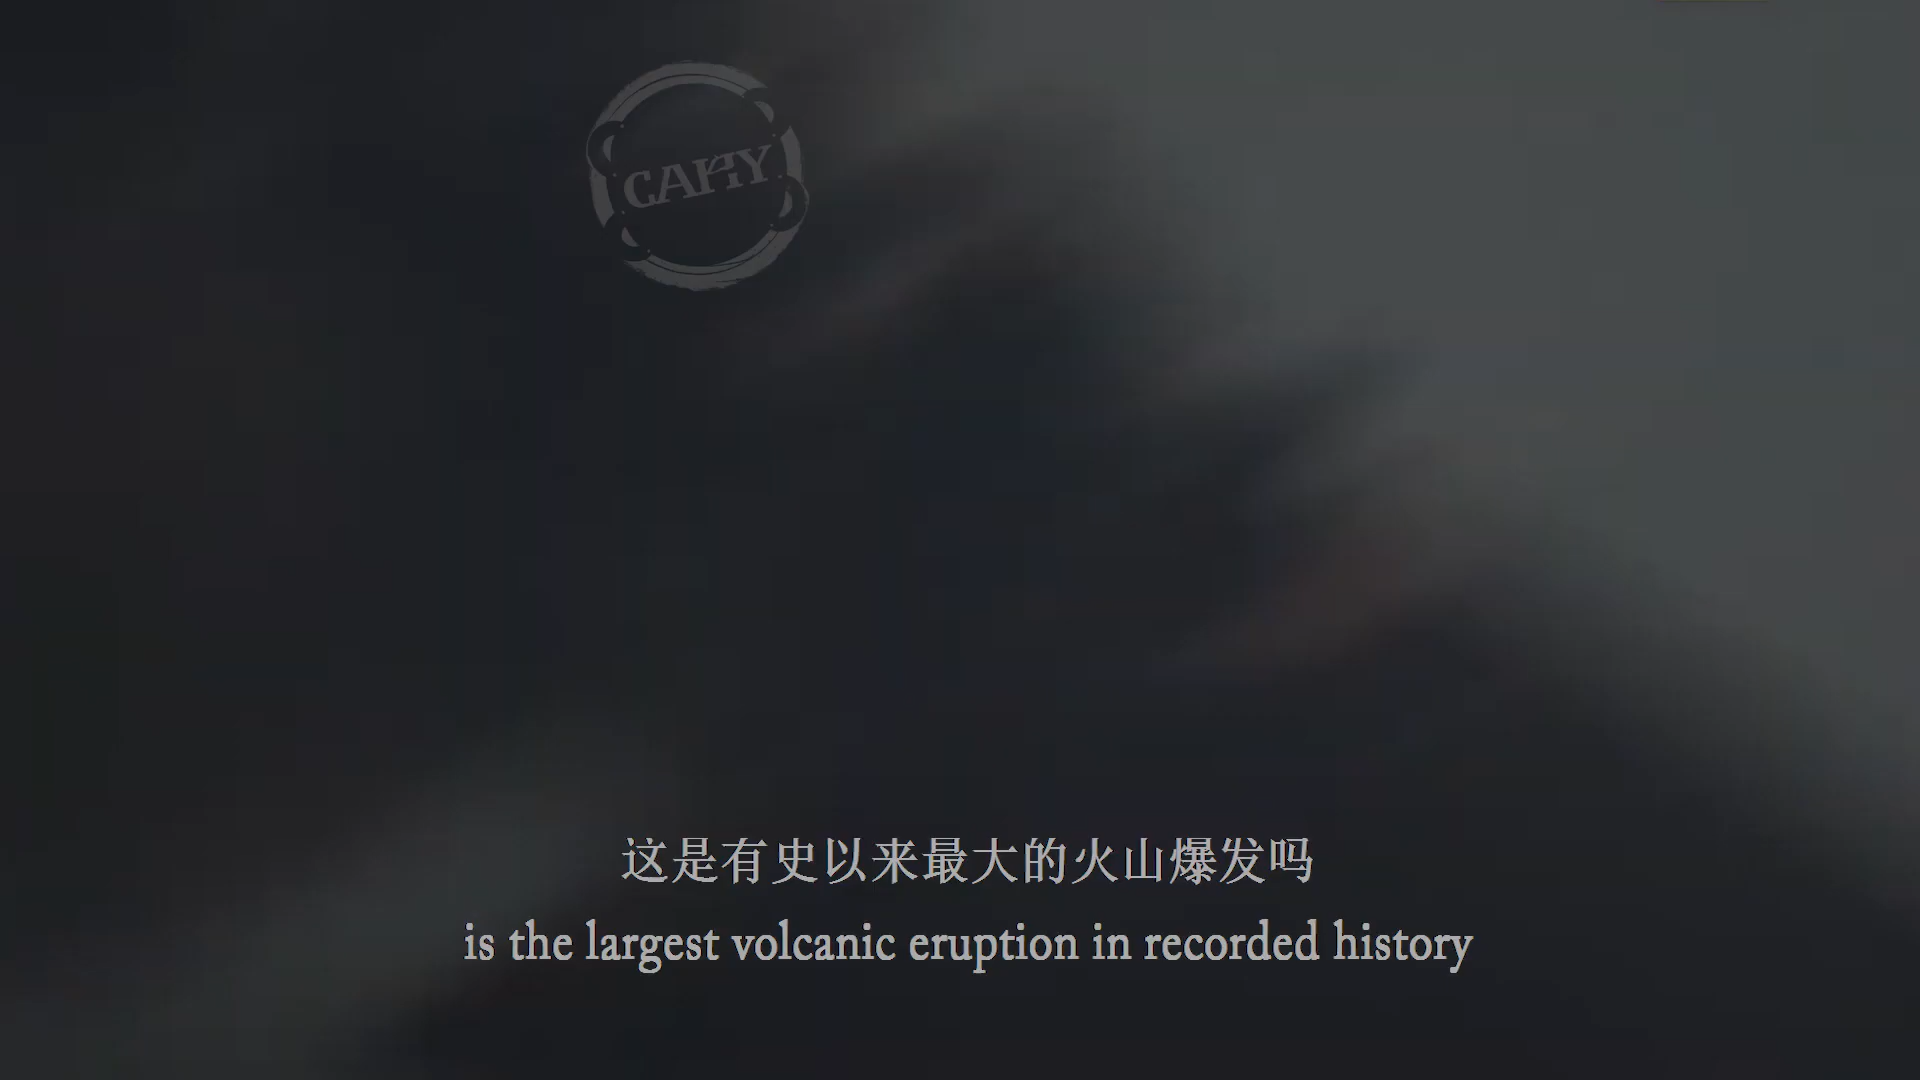 这是有史以来最大的火山爆发吗
is the largest volcanic eruption in recorded history